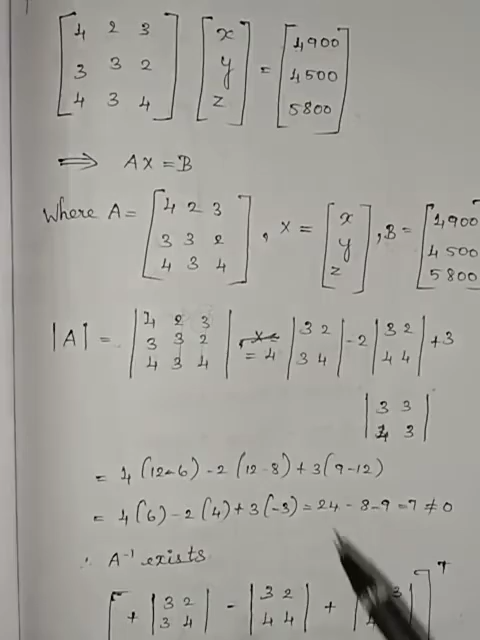 [4 2 3] [x] = [4900]
[3 3 2] [y] [4500]
[4 3 4] [z] [5800]
⟹ AX = B
Where A = [4 2 3; 3 3 2; 4 3 4], X = [x; y; z], B = [4900; 4500; 5800]
|A| = |4 2 3; 3 3 2; 4 3 4| = 4 |3 2; 3 4| - 2 |3 2; 4 4| + 3
|3 3; 4 3|
= 4(12-6) - 2(12-8) + 3(9-12)
= 4(6) - 2(4) + 3(-3) = 24 - 8 - 9 = 7 ≠ 0
∴ A⁻¹ exists
[+ |3 2; 3 4| - |3 2; 4 4| +